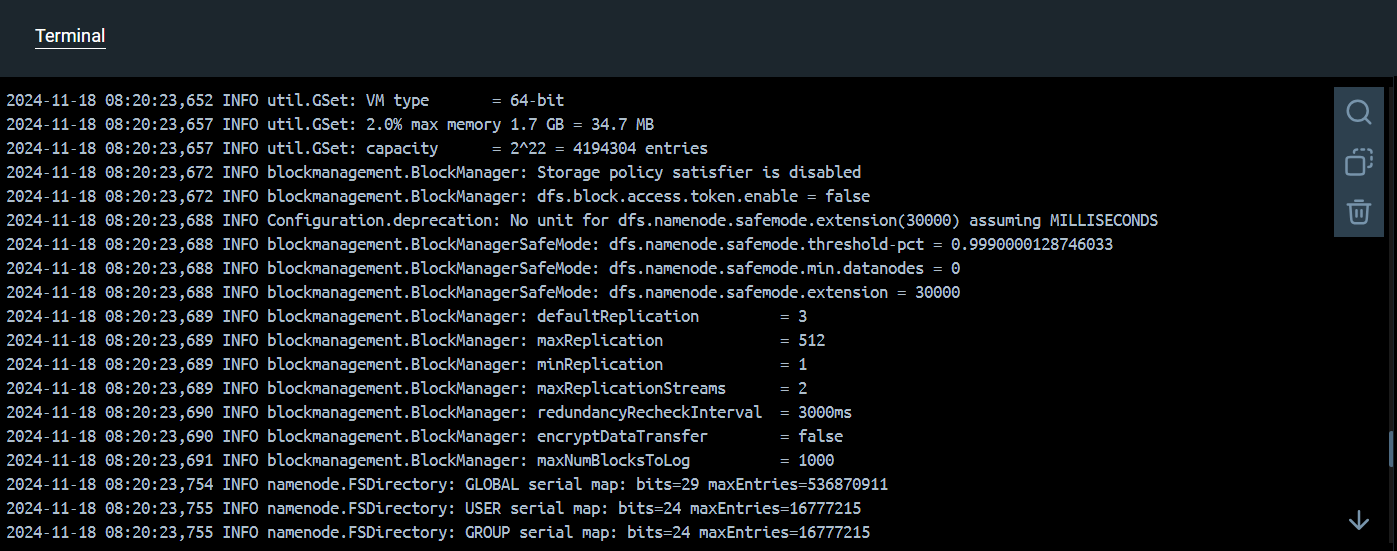 Terminal
2024-11-18 08:20:23,652 INFO util.GSet: VM type       = 64-bit
2024-11-18 08:20:23,657 INFO util.GSet: 2.0% max memory 1.7 GB = 34.7 MB
2024-11-18 08:20:23,657 INFO util.GSet: capacity      = 2^22 = 4194304 entries
2024-11-18 08:20:23,672 INFO blockmanagement.BlockManager: Storage policy satisfier is disabled
2024-11-18 08:20:23,672 INFO blockmanagement.BlockManager: dfs.block.access.token.enable = false
2024-11-18 08:20:23,688 INFO Configuration.deprecation: No unit for dfs.namenode.safemode.extension(30000) assuming MILLISECONDS
2024-11-18 08:20:23,688 INFO blockmanagement.BlockManagerSafeMode: dfs.namenode.safemode.threshold-pct = 0.9990000128746033
2024-11-18 08:20:23,688 INFO blockmanagement.BlockManagerSafeMode: dfs.namenode.safemode.min.datanodes = 0
2024-11-18 08:20:23,688 INFO blockmanagement.BlockManagerSafeMode: dfs.namenode.safemode.extension = 30000
2024-11-18 08:20:23,689 INFO blockmanagement.BlockManager: defaultReplication         = 3
2024-11-18 08:20:23,689 INFO blockmanagement.BlockManager: maxReplication             = 512
2024-11-18 08:20:23,689 INFO blockmanagement.BlockManager: minReplication             = 1
2024-11-18 08:20:23,689 INFO blockmanagement.BlockManager: maxReplicationStreams      = 2
2024-11-18 08:20:23,690 INFO blockmanagement.BlockManager: redundancyRecheckInterval  = 3000ms
2024-11-18 08:20:23,690 INFO blockmanagement.BlockManager: encryptDataTransfer        = false
2024-11-18 08:20:23,691 INFO blockmanagement.BlockManager: maxNumBlocksToLog          = 1000
2024-11-18 08:20:23,754 INFO namenode.FSDirectory: GLOBAL serial map: bits=29 maxEntries=536870911
2024-11-18 08:20:23,755 INFO namenode.FSDirectory: USER serial map: bits=24 maxEntries=16777215
2024-11-18 08:20:23,755 INFO namenode.FSDirectory: GROUP serial map: bits=24 maxEntries=16777215